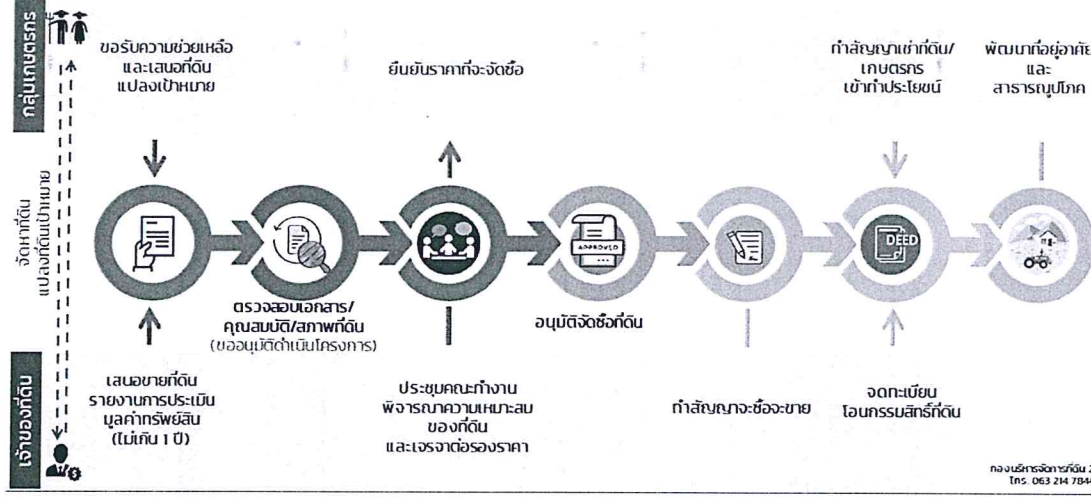 กลุ่มเกษตรกร
จัดหาที่ดิน
แปลงที่ดินเป้าหมาย
เจ้าของที่ดิน
ขอรับความช่วยเหลือ
และเสนอที่ดิน
แปลงเป้าหมาย
เสนอขายที่ดิน
รายงานการประเมิน
มูลค่าทรัพย์สิน
(ไม่เกิน 1 ปี)
ตรวจสอบเอกสาร/
คุณสมบัติ/สภาพที่ดิน
(ขออนุมัติดำเนินโครงการ)
ยืนยันราคาที่จะจัดซื้อ
ประชุมคณะทำงาน
พิจารณาความเหมาะสม
ของที่ดิน
และเจรจาต่อรองราคา
APPROVED
อนุมัติจัดซื้อที่ดิน
ทำสัญญาจะซื้อจะขาย
ทำสัญญาเช่าที่ดิน/
เกษตรกร
เข้าทำประโยชน์
DEED
จดทะเบียน
โอนกรรมสิทธิ์ที่ดิน
พัฒนาที่อยู่อาศัย
และ
สาธารณูปโภค
กองบริหารจัดการที่ดิน
โทร. 063 214